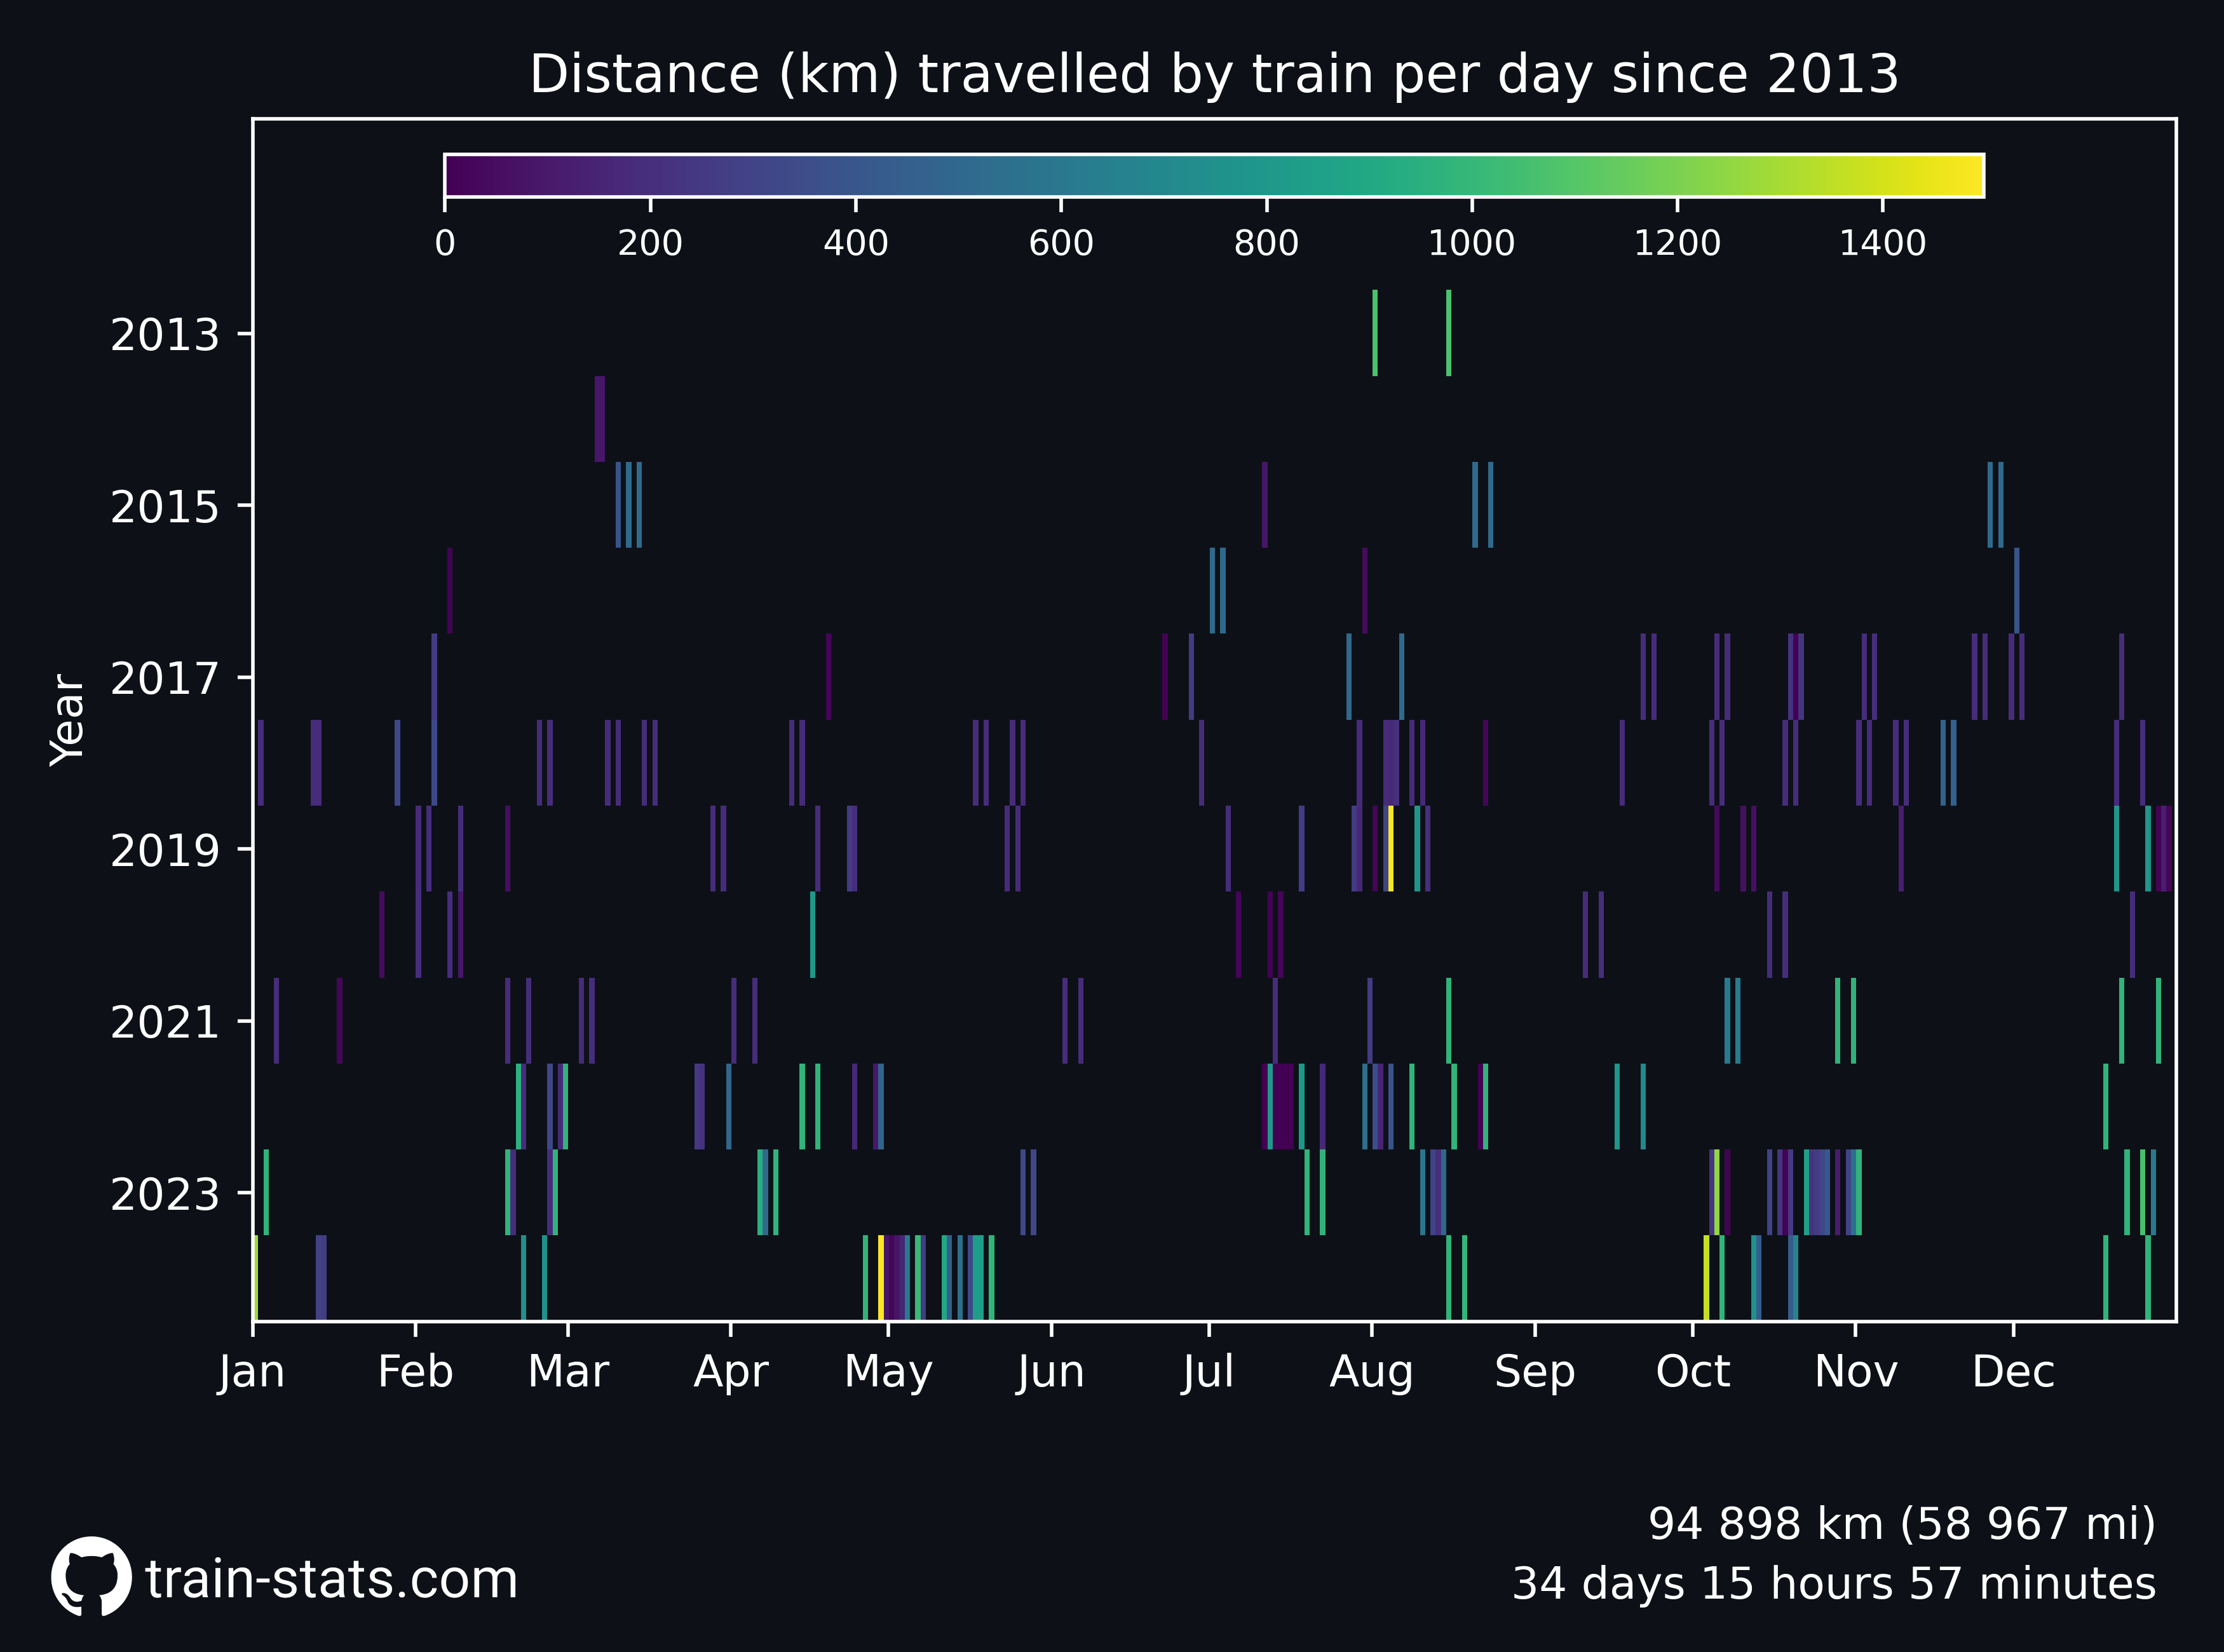 Distance (km) travelled by train per day since 2013
0 200 400 600 800 1000 1200 1400
2013
2015
2017
2019
2021
2023
Year
Jan Feb Mar Apr May Jun Jul Aug Sep Oct Nov Dec
94 898 km (58 967 mi)
34 days 15 hours 57 minutes
train-stats.com